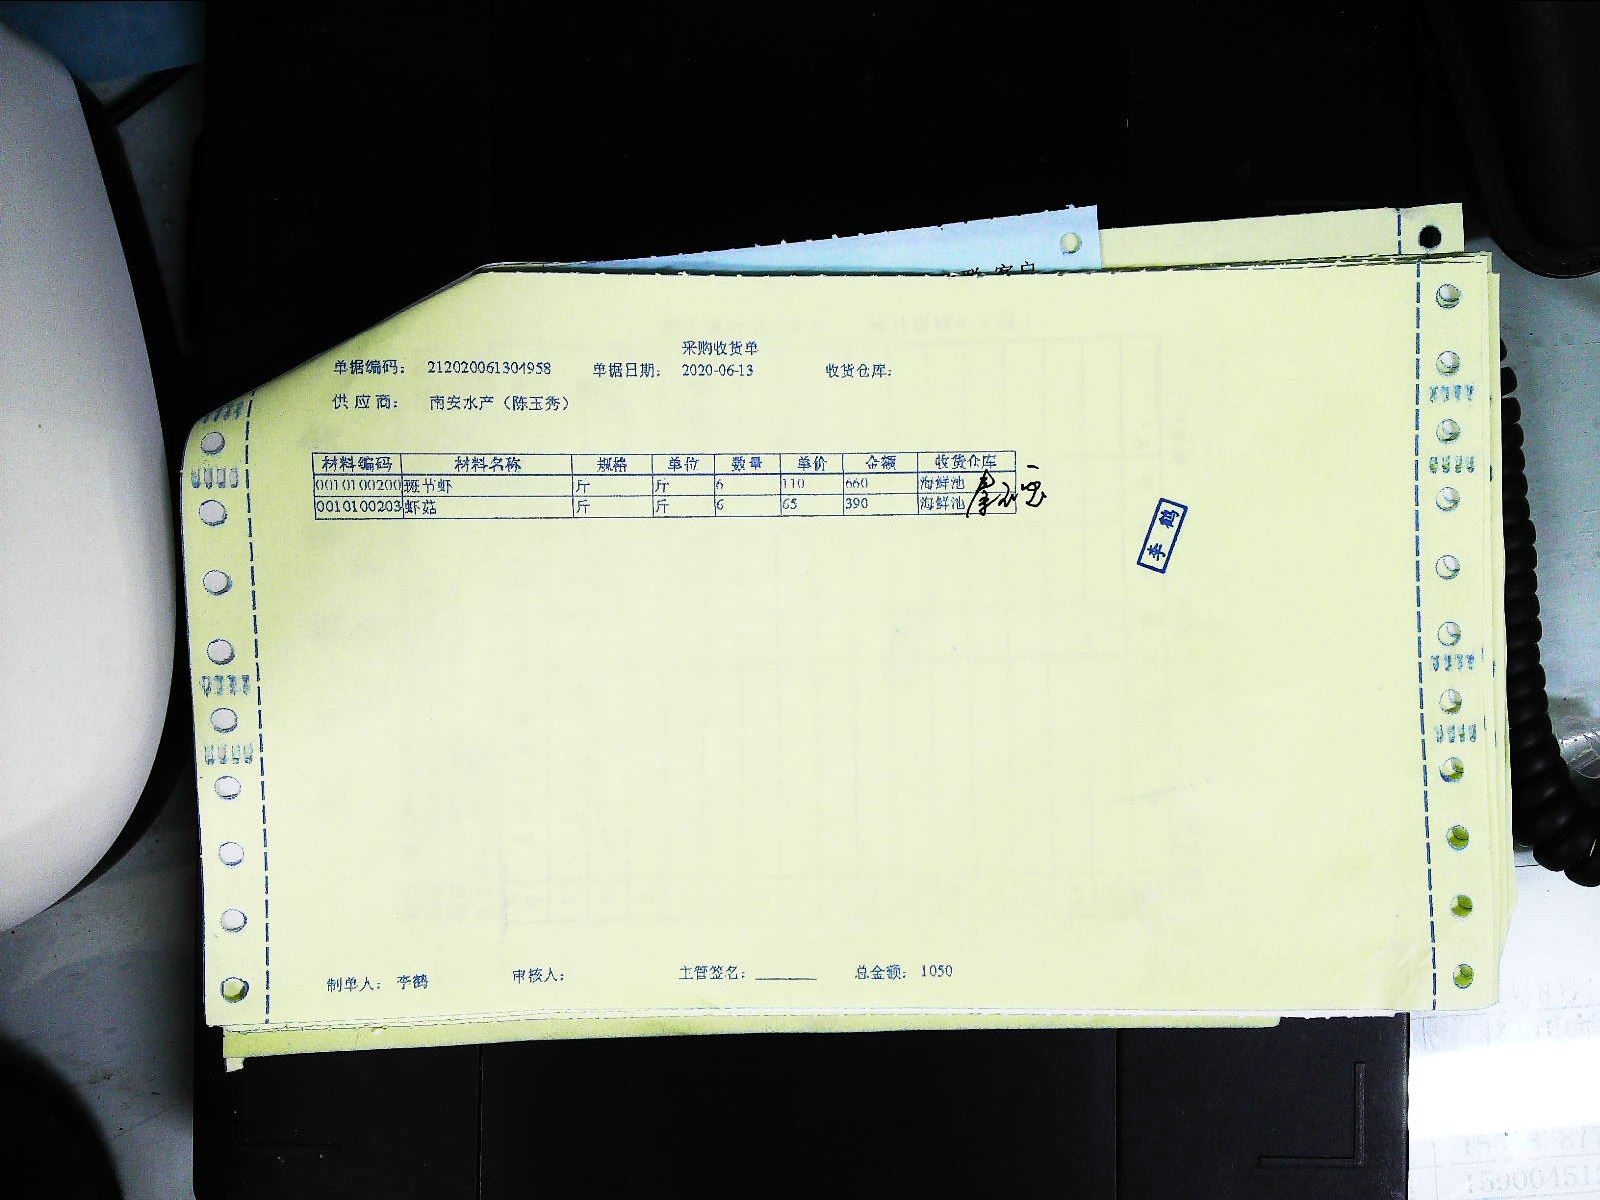 采购收货单
单据编码： 212020061304958 单据日期： 2020-06-13 收货仓库：
供应商： 南安水产（陈玉秀）
材料编码 材料名称 规格 单位 数量 单价 金额 收货仓库
0010100200 斑节虾 斤 斤 6 110 660 海鲜池
0010100203 虾菇 斤 斤 6 65 390 海鲜池
李鹤
制单人： 李鹤 审核人： 主管签名： 总金额： 1050